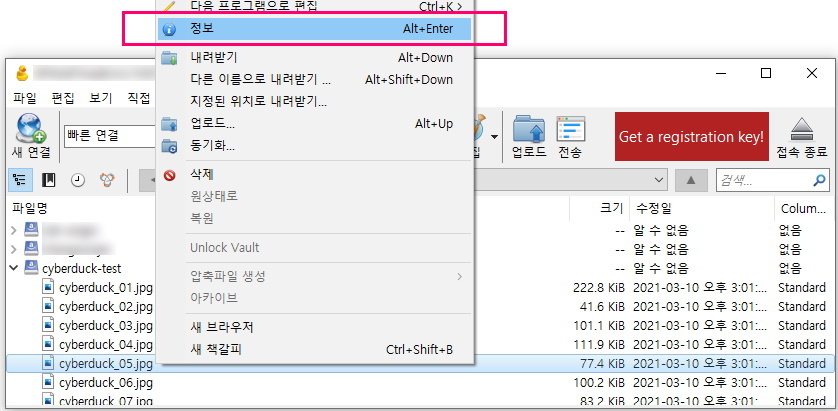 다음 프로그램으로 편집 Ctrl+K >
정보 Alt+Enter
내려받기 Alt+Down
다른 이름으로 내려받기 ... Alt+Shift+Down
지정된 위치로 내려받기...
업로드... Alt+Up
동기화...
삭제
원상태로
복원
Unlock Vault
압축파일 생성 >
아카이브
새 브라우저
새 책갈피 Ctrl+Shift+B
파일 편집 보기 직접
새 연결 빠른 연결 업로드 전송 Get a registration key! 접속 종료
검색...
파일명 크기 수정일 Colum...
-- 알 수 없음 없음
-- 알 수 없음 없음
cyberduck-test -- 알 수 없음 없음
cyberduck_01.jpg 222.8 KiB 2021-03-10 오후 3:01:... Standard
cyberduck_02.jpg 41.6 KiB 2021-03-10 오후 3:01:... Standard
cyberduck_03.jpg 101.1 KiB 2021-03-10 오후 3:01:... Standard
cyberduck_04.jpg 111.9 KiB 2021-03-10 오후 3:01:... Standard
cyberduck_05.jpg 77.4 KiB 2021-03-10 오후 3:01:... Standard
cyberduck_06.jpg 100.2 KiB 2021-03-10 오후 3:01:... Standard
cyberduck_07.jpg 83.2 KiB 2021-03-10 오후 3:01:... Standard